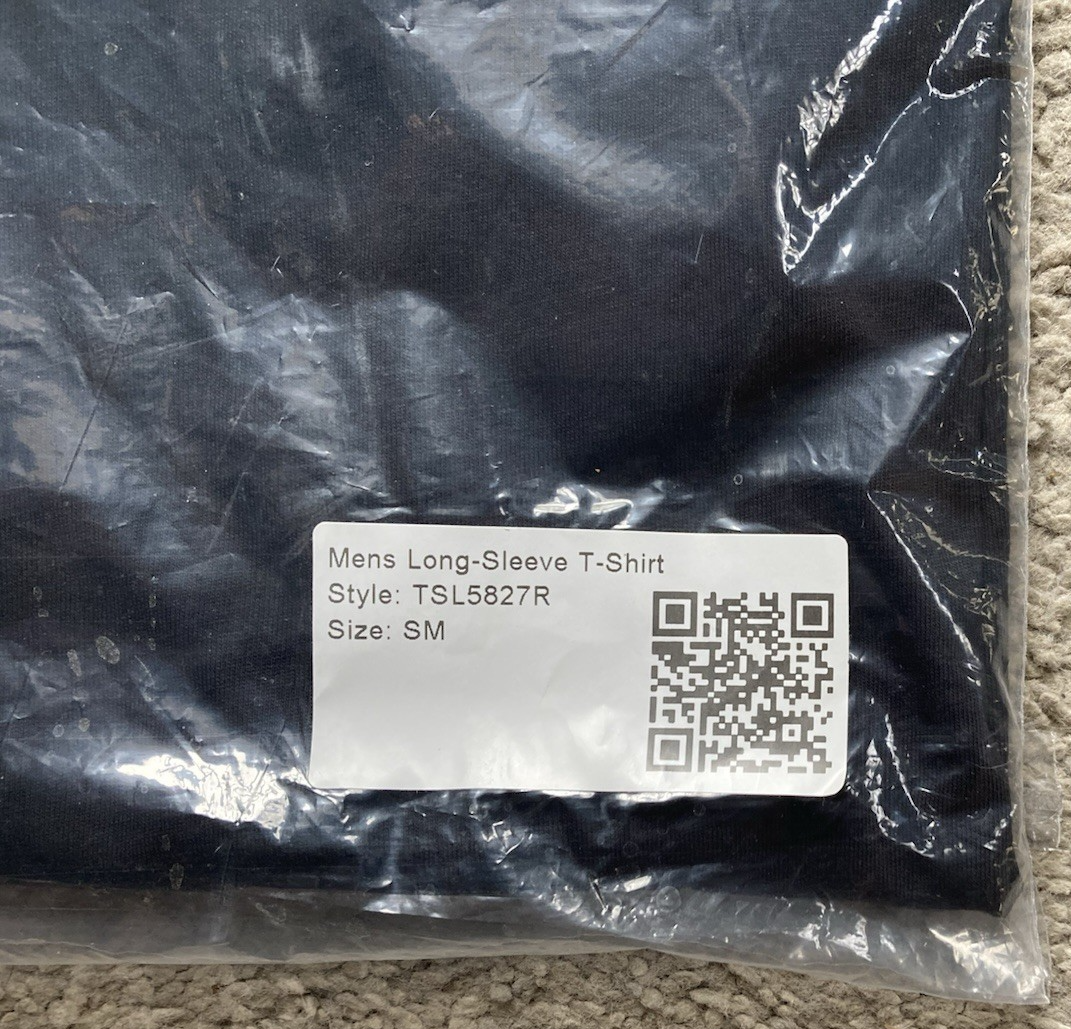 Mens Long-Sleeve T-Shirt
Style: TSL5827R
Size: SM